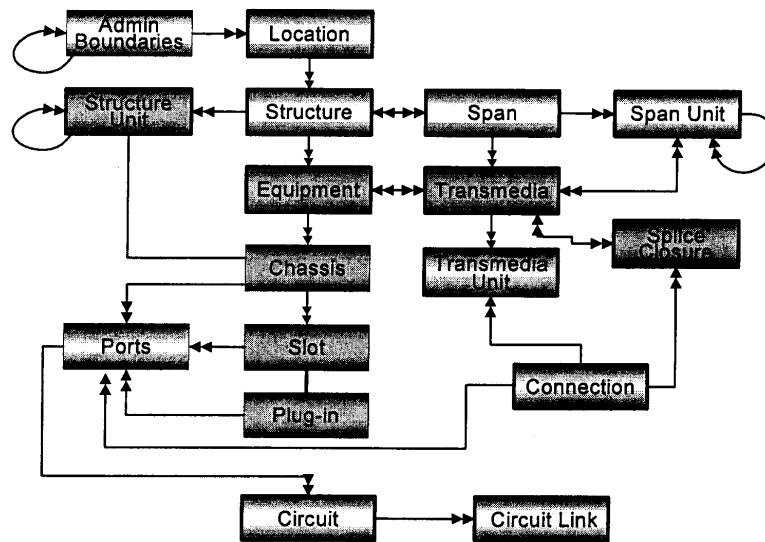 Admin
Boundaries
Location
Structure
Unit
Structure
Span
Span Unit
Equipment
Transmedia
Chassis
Transmedia
Unit
Splice
Closure
Ports
Slot
Connection
Plug-in
Circuit
Circuit Link